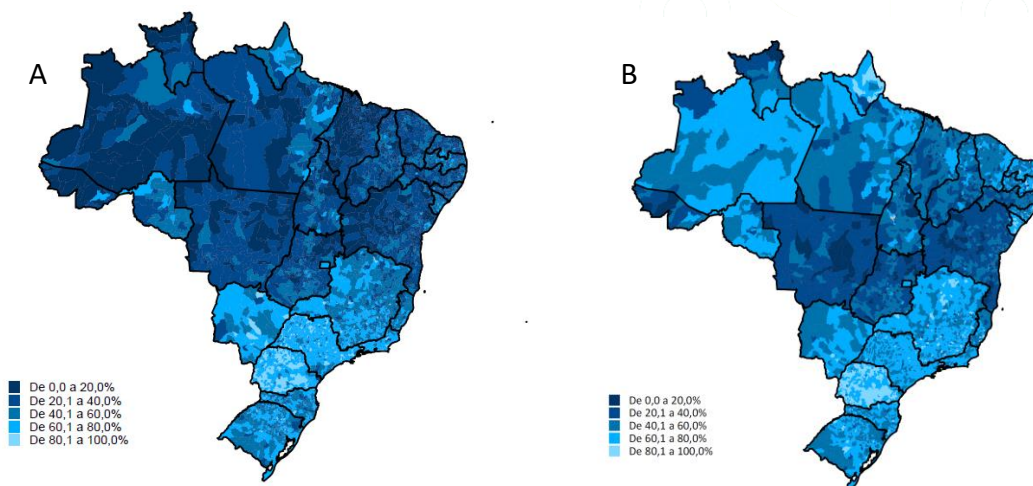 A
B
De 0,0 a 20,0%
De 20,1 a 40,0%
De 40,1 a 60,0%
De 60,1 a 80,0%
De 80,1 a 100,0%
De 0,0 a 20,0%
De 20,1 a 40,0%
De 40,1 a 60,0%
De 60,1 a 80,0%
De 80,1 a 100,0%